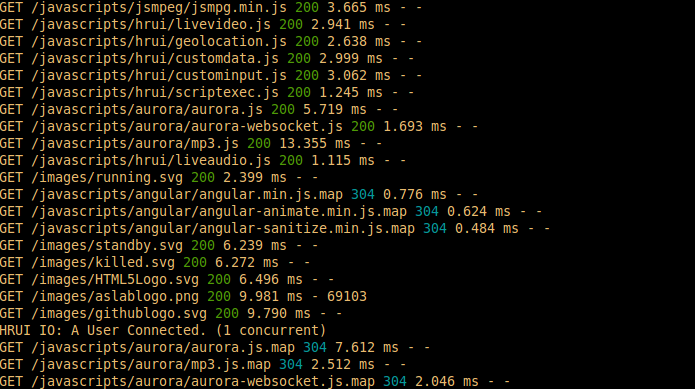 GET /javascripts/jsmpeg/jsmpg.min.js 200 3.665 ms - -
GET /javascripts/hrui/livevideo.js 200 2.941 ms - -
GET /javascripts/hrui/geolocation.js 200 2.638 ms - -
GET /javascripts/hrui/customdata.js 200 2.999 ms - -
GET /javascripts/hrui/custominput.js 200 3.062 ms - -
GET /javascripts/hrui/scriptexec.js 200 1.245 ms - -
GET /javascripts/aurora/aurora.js 200 5.719 ms - -
GET /javascripts/aurora/aurora-websocket.js 200 1.693 ms - -
GET /javascripts/aurora/mp3.js 200 13.355 ms - -
GET /javascripts/hrui/liveaudio.js 200 1.115 ms - -
GET /images/running.svg 200 2.399 ms - -
GET /javascripts/angular/angular.min.js.map 304 0.776 ms - -
GET /javascripts/angular/angular-animate.min.js.map 304 0.624 ms - -
GET /javascripts/angular/angular-sanitize.min.js.map 304 0.484 ms - -
GET /images/standby.svg 200 6.239 ms - -
GET /images/killed.svg 200 6.272 ms - -
GET /images/HTML5Logo.svg 200 6.496 ms - -
GET /images/aslablogo.png 200 9.981 ms - 69103
GET /images/githublogo.svg 200 9.790 ms - -
HRUI IO: A User Connected. (1 concurrent)
GET /javascripts/aurora/aurora.js.map 304 7.612 ms - -
GET /javascripts/aurora/mp3.js.map 304 2.512 ms - -
GET /javascripts/aurora/aurora-websocket.js.map 304 2.046 ms - -